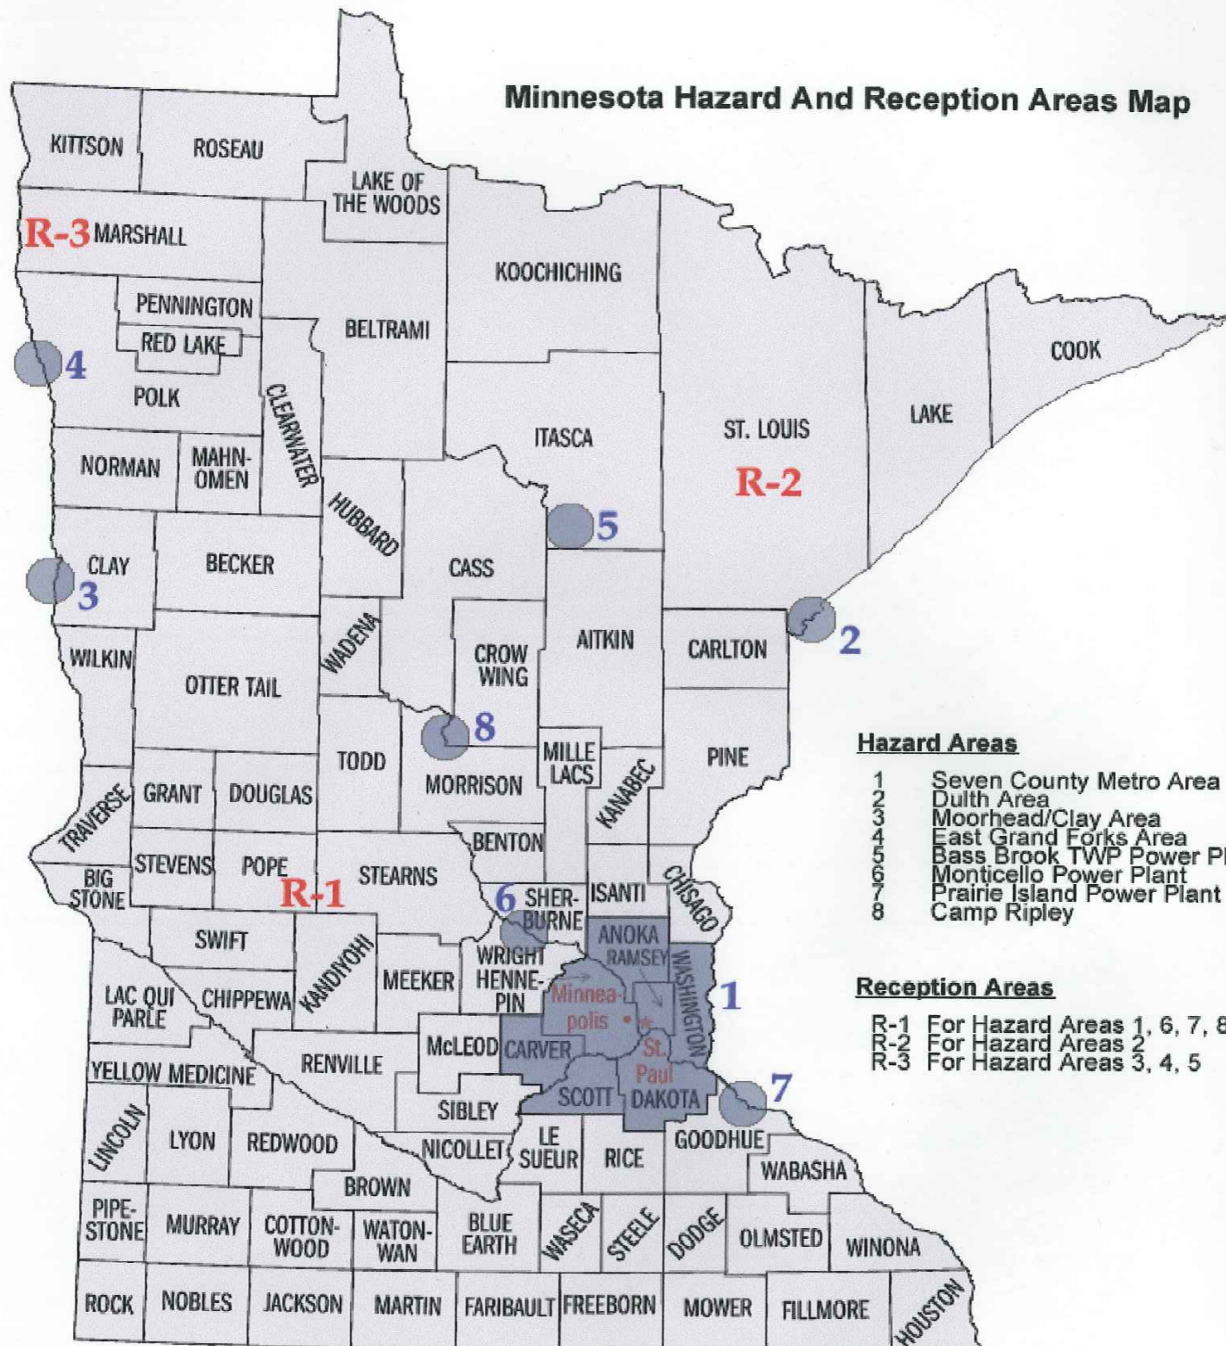 Minnesota Hazard And Reception Areas Map
KITTSON
ROSEAU
LAKE OF
THE WOODS
R-3 MARSHALL
KOOCHICHING
PENNINGTON
BELTRAMI
RED LAKE
COOK
4
POLK
CLEARWATER
LAKE
ST. LOUIS
ITASCA
R-2
NORMAN
MAHN-
OMEN
HUBBARD
5
CLAY
BECKER
CASS
3
2
WADENA
AITKIN
CARLTON
WILKIN
CROW
WING
OTTER TAIL
8
TODD
MILLE
LACS
PINE
KANABEC
MORRISON
GRANT
DOUGLAS
TRAVERSE
BENTON
STEVENS
POPE
STEARNS
R-1
BIG
STONE
6
SHER-
BURNE
ISANTI
CHISAGO
SWIFT
KANDIYOHI
MEEKER
WRIGHT
HENNE-
PIN
ANOKA
RAMSEY
WASHINGTON
1
Minnea-
polis
LAC QUI
PARLE
CHIPPEWA
McLEOD
CARVER
St.
Paul
RENVILLE
YELLOW MEDICINE
SCOTT
DAKOTA
7
SIBLEY
LINCOLN
LYON
REDWOOD
NICOLLET
LE
SUEUR
RICE
GOODHUE
WABASHA
BROWN
PIPE-
STONE
MURRAY
COTTON-
WOOD
WATON-
WAN
BLUE
EARTH
WASECA
STEELE
DODGE
OLMSTED
WINONA
ROCK
NOBLES
JACKSON
MARTIN
FARIBAULT
FREEBORN
MOWER
FILLMORE
HOUSTON
Hazard Areas
1 Seven County Metro Area
2 Dulth Area
3 Moorhead/Clay Area
4 East Grand Forks Area
5 Bass Brook TWP Power Pl
6 Monticello Power Plant
7 Prairie Island Power Plant
8 Camp Ripley
Reception Areas
R-1 For Hazard Areas 1, 6, 7, 8
R-2 For Hazard Areas 2
R-3 For Hazard Areas 3, 4, 5